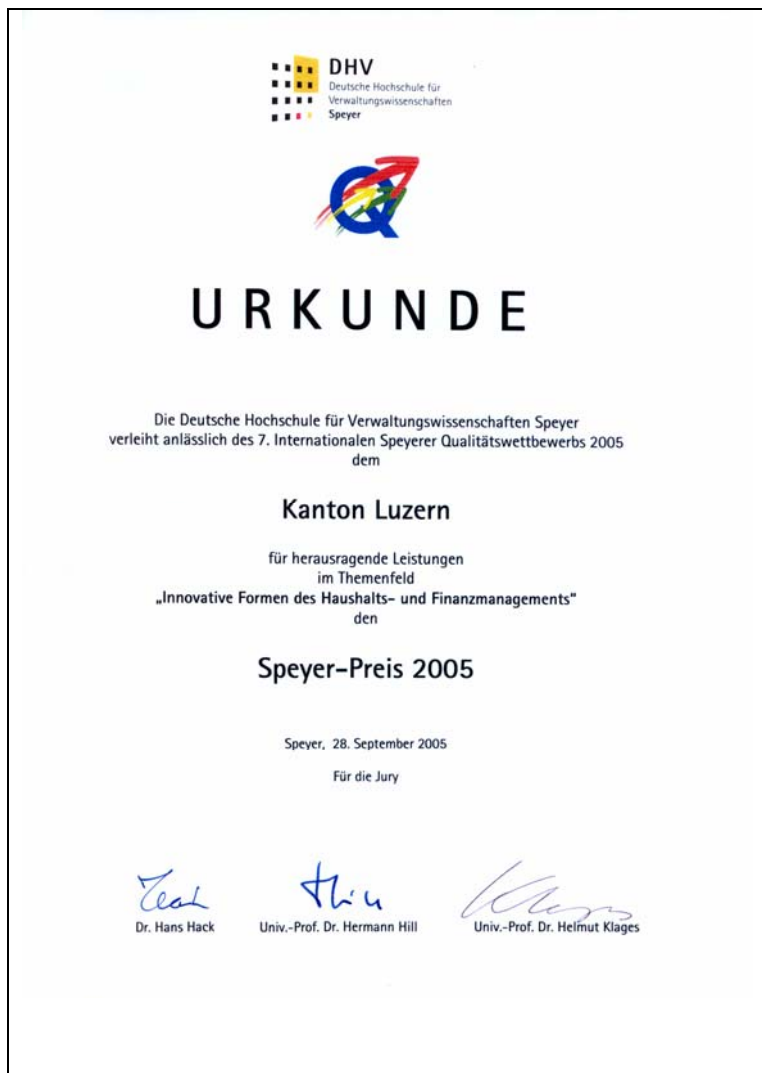 DHV
Deutsche Hochschule für
Verwaltungswissenschaften
Speyer
Q
URKUNDE
Die Deutsche Hochschule für Verwaltungswissenschaften Speyer
verleiht anlässlich des 7. Internationalen Speyerer Qualitätswettbewerbs 2005
dem
Kanton Luzern
für herausragende Leistungen
im Themenfeld
„Innovative Formen des Haushalts- und Finanzmanagements"
den
Speyer-Preis 2005
Speyer, 28. September 2005
Für die Jury
Dr. Hans Hack Univ.-Prof. Dr. Hermann Hill Univ.-Prof. Dr. Helmut Klages